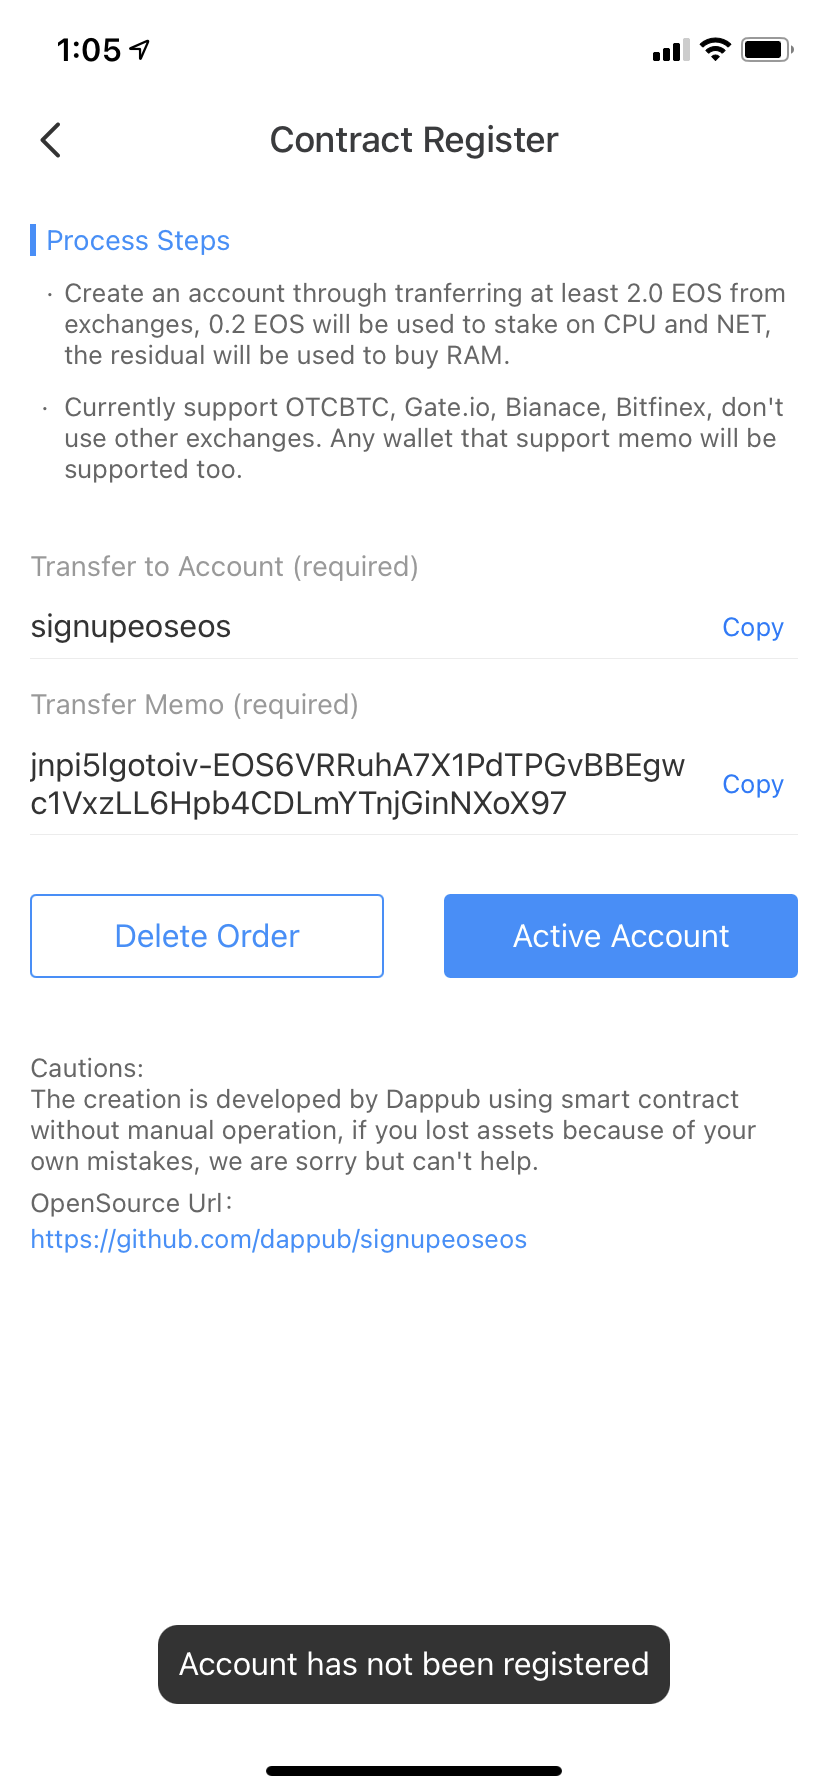 1:05
Contract Register
Process Steps
· Create an account through tranferring at least 2.0 EOS from
exchanges, 0.2 EOS will be used to stake on CPU and NET,
the residual will be used to buy RAM.
· Currently support OTCBTC, Gate.io, Bianace, Bitfinex, don't
use other exchanges. Any wallet that support memo will be
supported too.
Transfer to Account (required)
signupeoseos Copy
Transfer Memo (required)
jnpi5lgotoiv-EOS6VRRuhA7X1PdTPGvBBEgw
c1VxzLL6Hpb4CDLmYTnjGinNXoX97
Copy
Delete Order Active Account
Cautions:
The creation is developed by Dappub using smart contract
without manual operation, if you lost assets because of your
own mistakes, we are sorry but can't help.
OpenSource Url:
https://github.com/dappub/signupeoseos
Account has not been registered